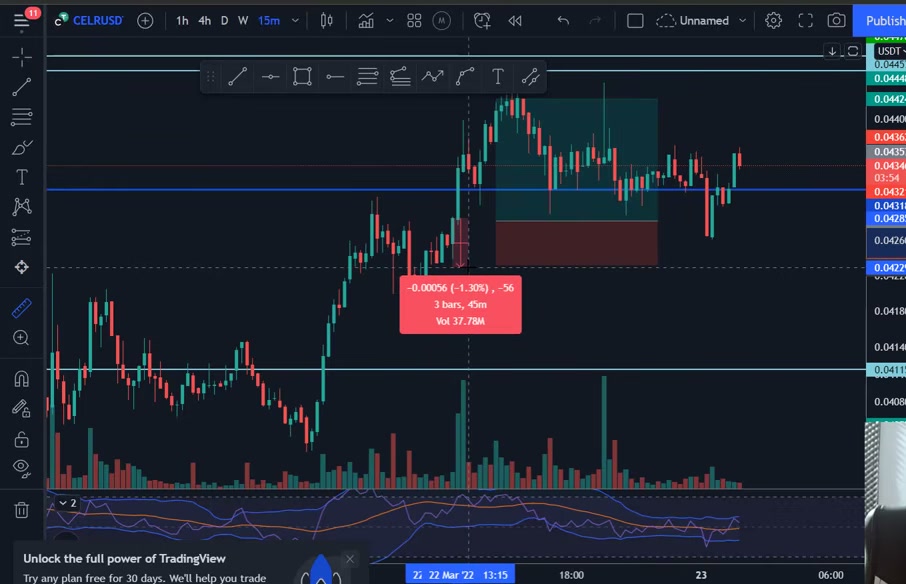 11
CELRUSD
1h 4h D W 15m
M
Unnamed
Publish
USDT
0.0445
0.0444
0.0442
0.0440
0.0436
0.0435
0.0434
03:54
0.0432
0.0431
0.0428
0.0426
0.0422
-0.00056 (-1.30%) , -56
3 bars, 45m
Vol 37.78M
0.0418
0.0414
0.0411
0.0408
2
Unlock the full power of TradingView
Try any plan free for 30 days. We'll help you trade
22 Mar '22 13:15
18:00
23
06:00